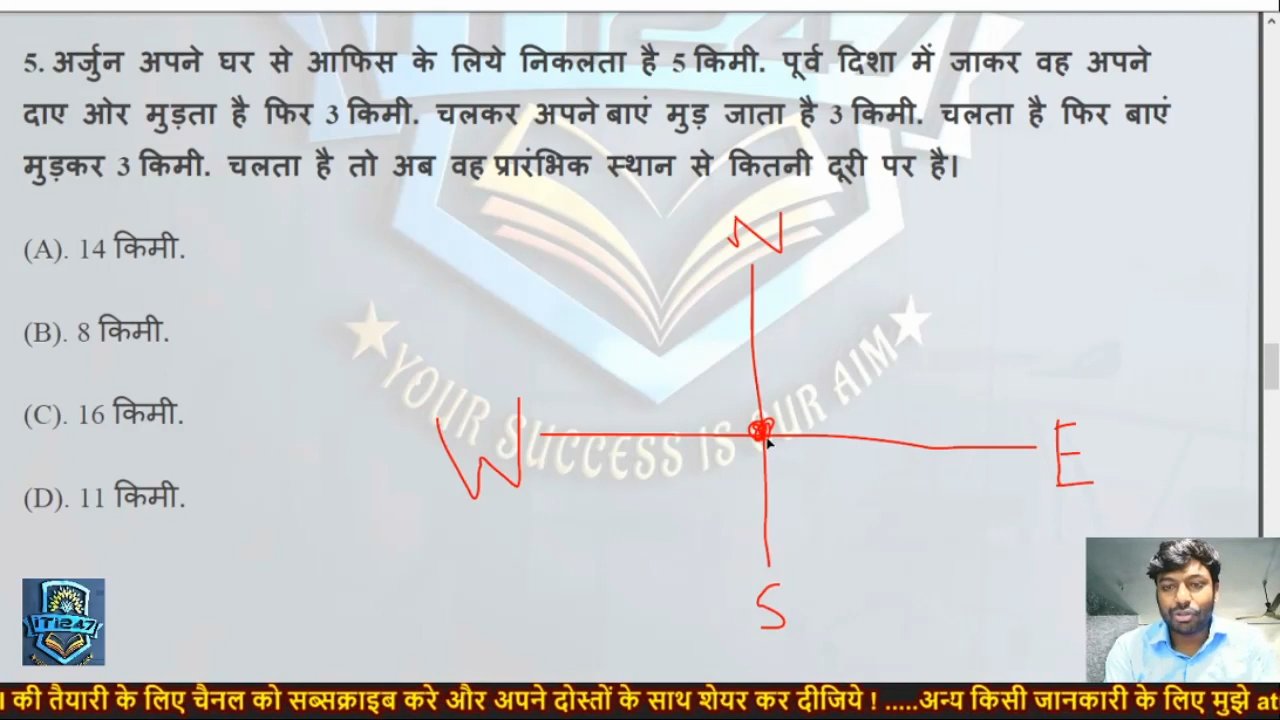 5. अर्जुन अपने घर से आफिस के लिये निकलता है 5 किमी. पूर्व दिशा में जाकर वह अपने
दाए ओर मुड़ता है फिर 3 किमी. चलकर अपने बाएं मुड़ जाता है 3 किमी. चलता है फिर बाएं
मुड़कर 3 किमी. चलता है तो अब वह प्रारंभिक स्थान से कितनी दूरी पर है।
N
(A). 14 किमी.
(B). 8 किमी.
YOUR SUCCESS IS OUR AIM
(C). 16 किमी.
W
E
(D). 11 किमी.
S
iTi247
की तैयारी के लिए चैनल को सब्सक्राइब करे और अपने दोस्तों के साथ शेयर कर दीजिये ! .....अन्य किसी जानकारी के लिए मुझे at